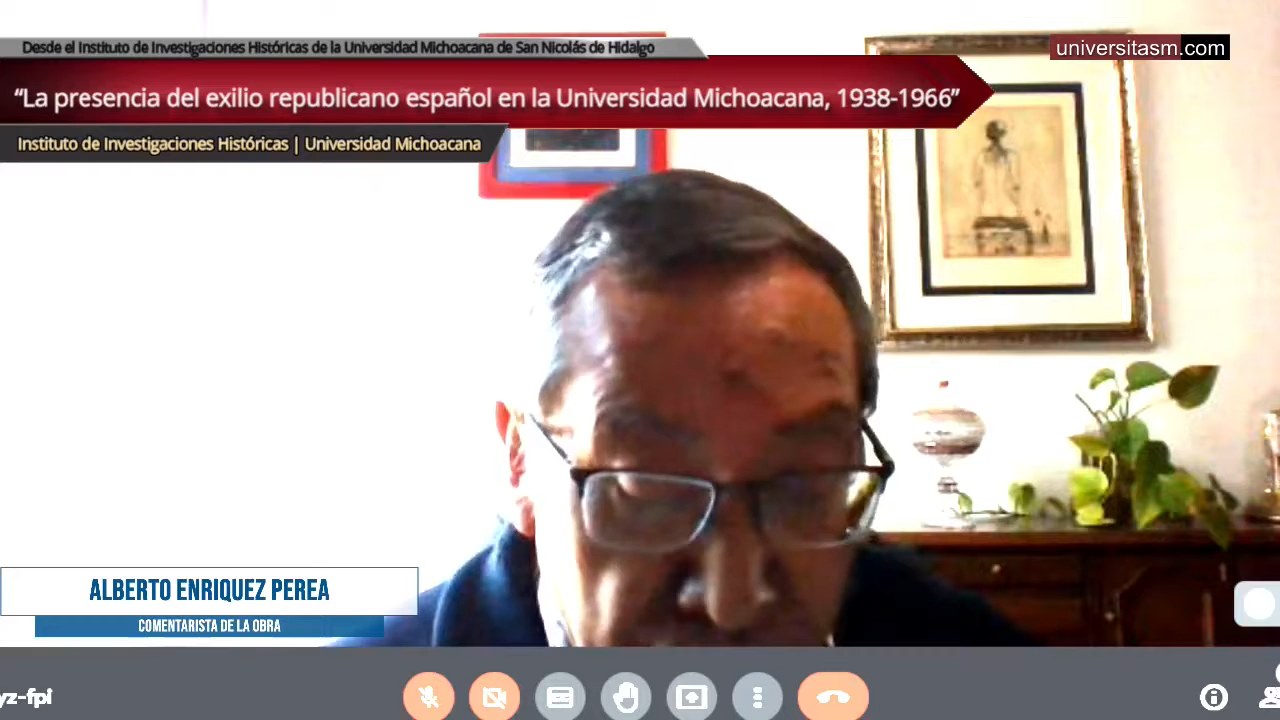 Desde el Instituto de Investigaciones Históricas de la Universidad Michoacana de San Nicolás de Hidalgo
universitasm.com
“La presencia del exilio republicano español en la Universidad Michoacana, 1938-1966”
Instituto de Investigaciones Históricas | Universidad Michoacana
ALBERTO ENRIQUEZ PEREA
COMENTARISTA DE LA OBRA
yz-fpi